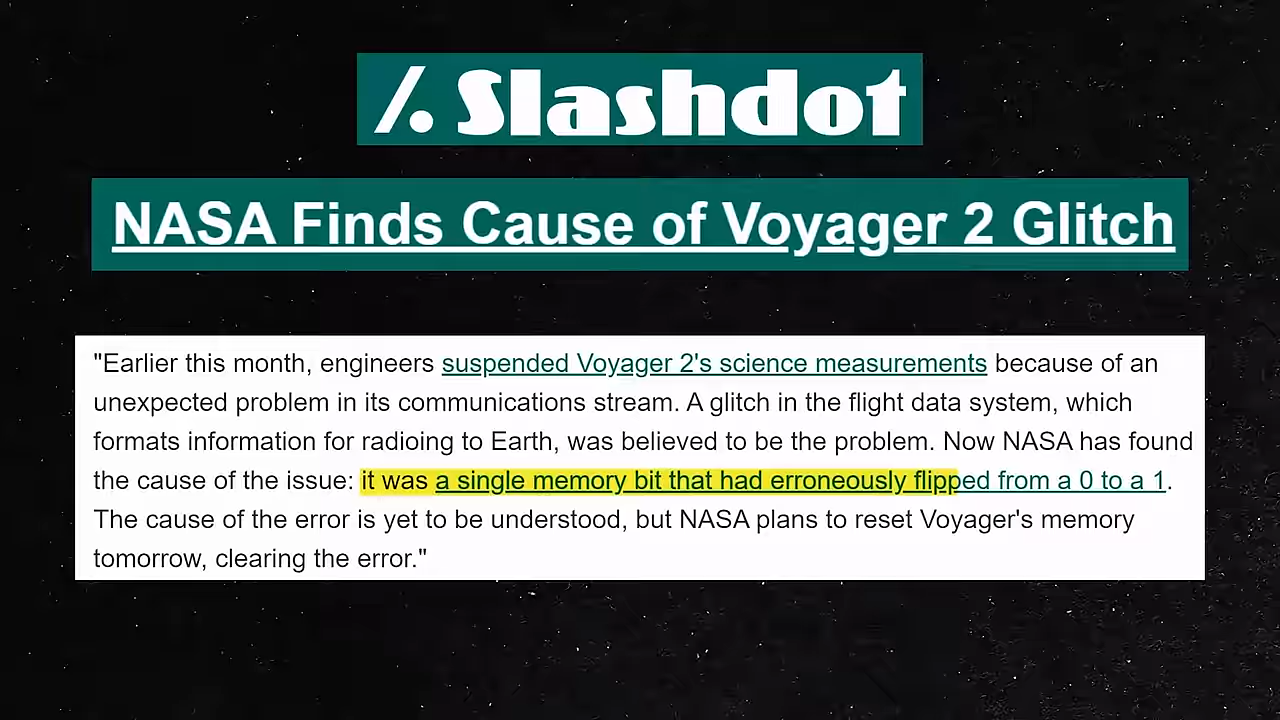 /. Slashdot
NASA Finds Cause of Voyager 2 Glitch
"Earlier this month, engineers suspended Voyager 2's science measurements because of an
unexpected problem in its communications stream. A glitch in the flight data system, which
formats information for radioing to Earth, was believed to be the problem. Now NASA has found
the cause of the issue: it was a single memory bit that had erroneously flipped from a 0 to a 1.
The cause of the error is yet to be understood, but NASA plans to reset Voyager's memory
tomorrow, clearing the error."